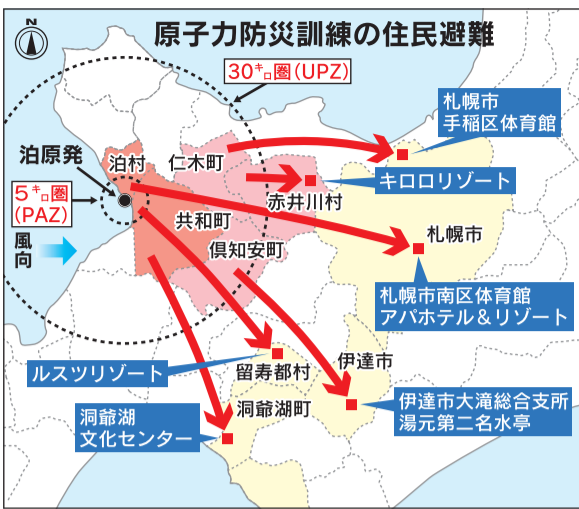 原子力防災訓練の住民避難
N
30㌔圏(UPZ)
札幌市
手稲区体育館
泊原発
泊村
仁木町
キロロリゾート
5㌔圏
(PAZ)
赤井川村
共和町
札幌市
風向
倶知安町
札幌市南区体育館
アパホテル&リゾート
ルスツリゾート
留寿都村
伊達市
洞爺湖町
伊達市大滝総合支所
湯元第二名水亭
洞爺湖
文化センター